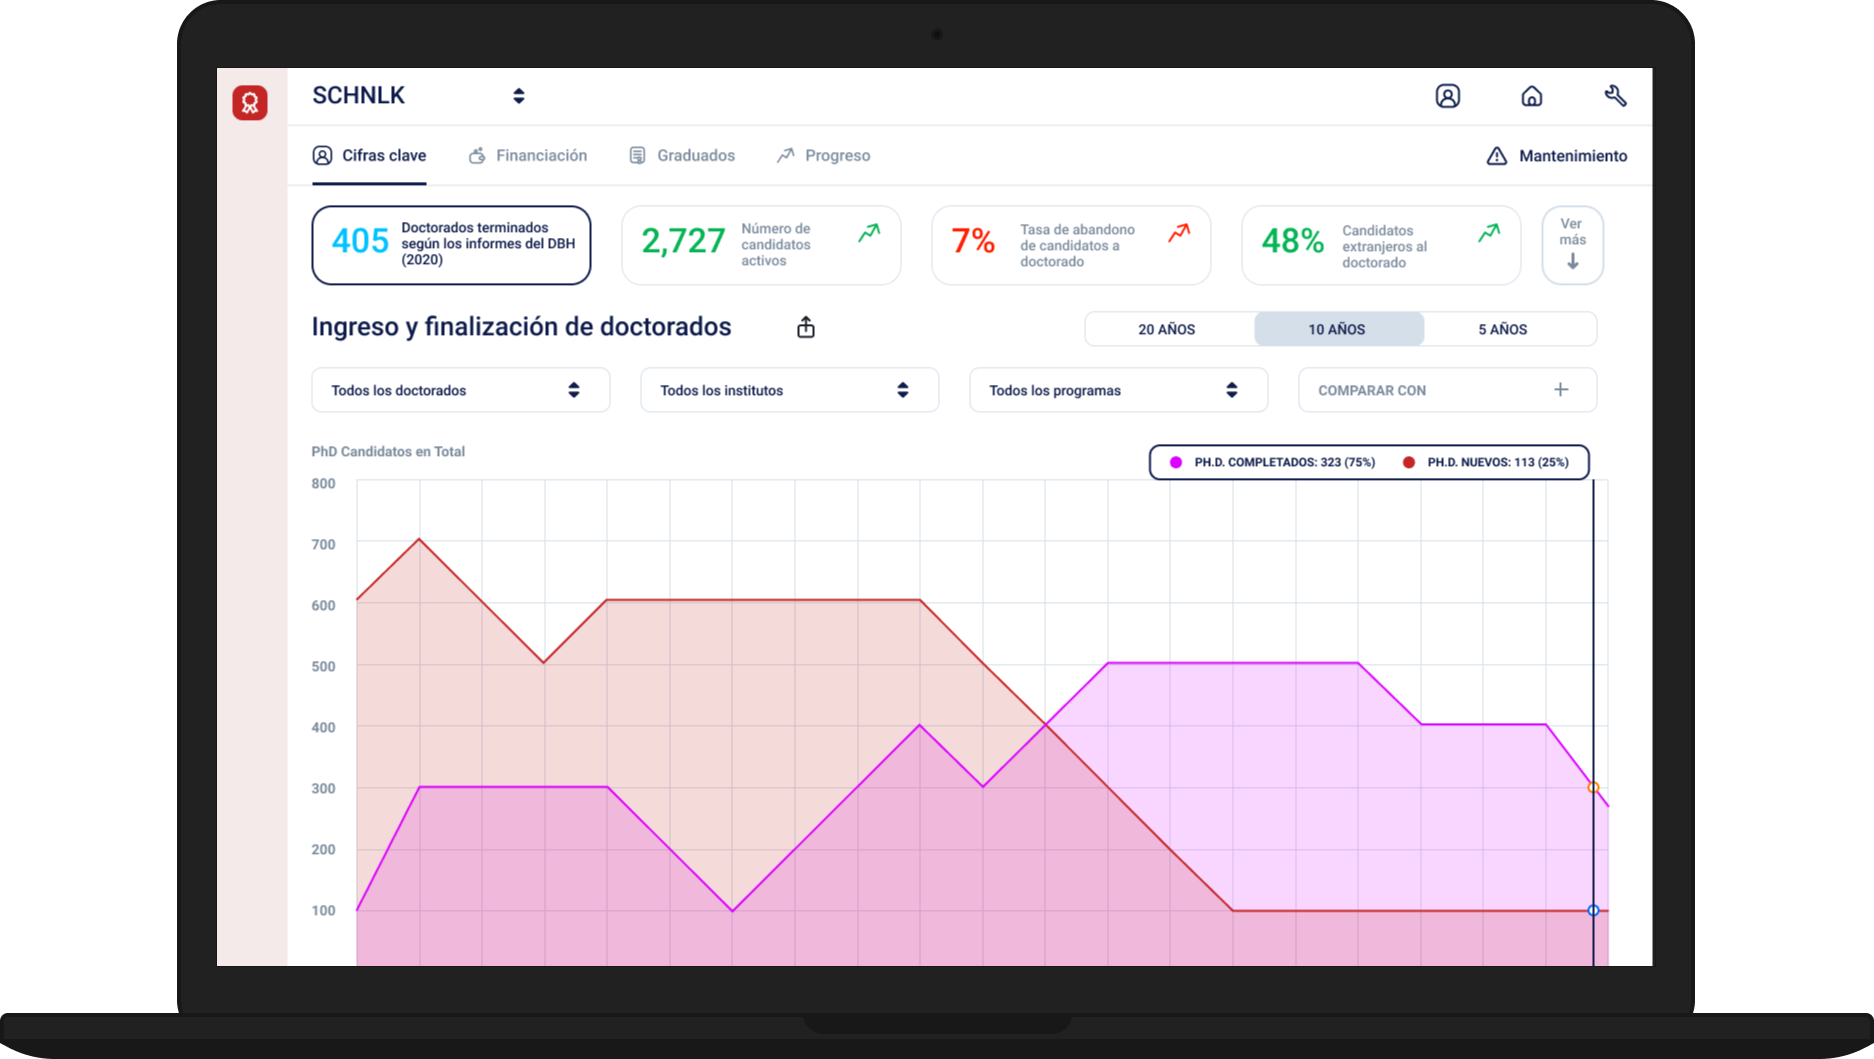 SCHNLK
Cifras clave
Financiación
Graduados
Progreso
Mantenimiento
405
Doctorados terminados
según los informes del DBH
(2020)
2,727
Número de
candidatos
activos
7%
Tasa de abandono
de candidatos a
doctorado
48%
Candidatos
extranjeros al
doctorado
Ver
más
Ingreso y finalización de doctorados
20 AÑOS
10 AÑOS
5 AÑOS
Todos los doctorados
Todos los institutos
Todos los programas
COMPARAR CON
PhD Candidatos en Total
PH.D. COMPLETADOS: 323 (75%)
PH.D. NUEVOS: 113 (25%)
800
700
600
500
400
300
200
100